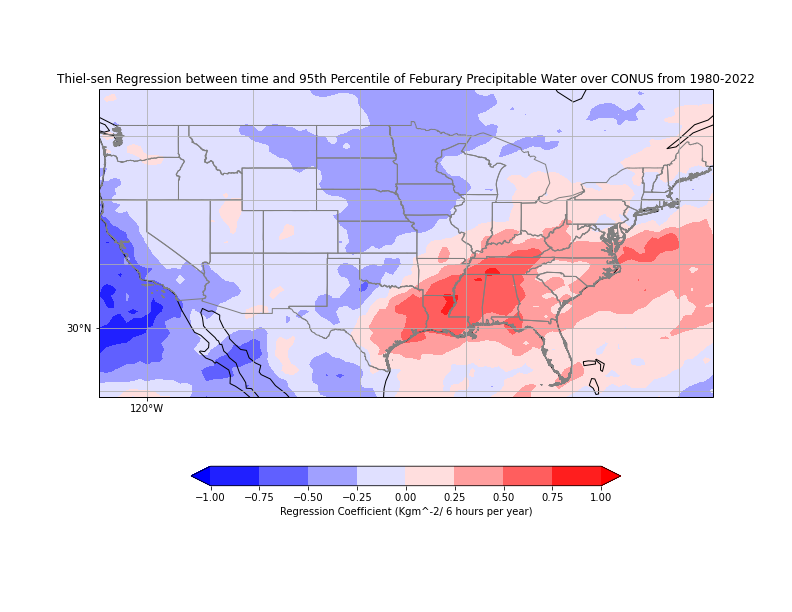 Thiel-sen Regression between time and 95th Percentile of Feburary Precipitable Water over CONUS from 1980-2022
30°N
120°W
−1.00 −0.75 −0.50 −0.25 0.00 0.25 0.50 0.75 1.00
Regression Coefficient (Kgm^-2/ 6 hours per year)